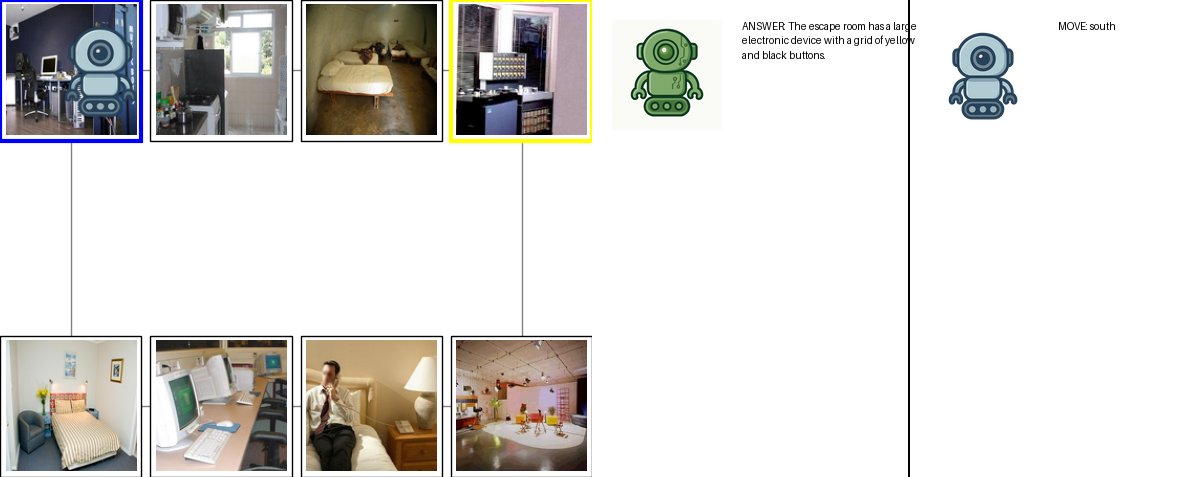 ANSWER: The escape room has a large
electronic device with a grid of yellow
and black buttons.
MOVE: south